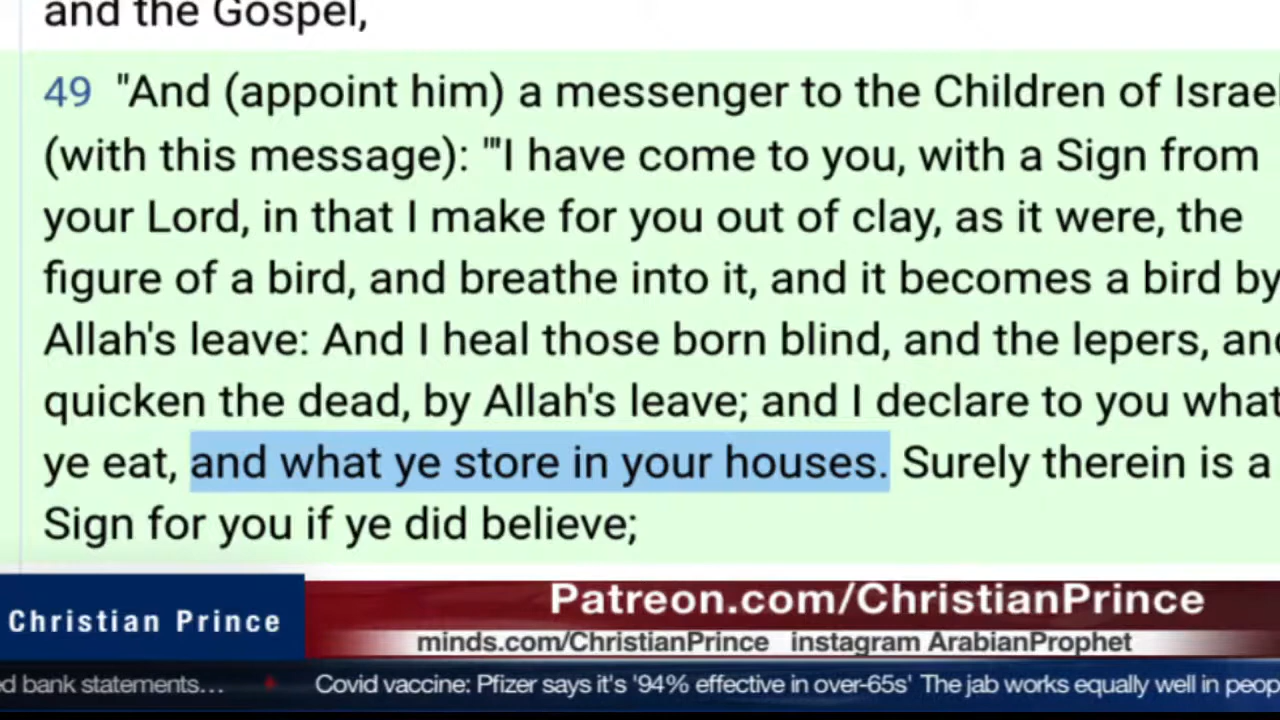 and the Gospel,
49 "And (appoint him) a messenger to the Children of Israel
(with this message): "'I have come to you, with a Sign from
your Lord, in that I make for you out of clay, as it were, the
figure of a bird, and breathe into it, and it becomes a bird by
Allah's leave: And I heal those born blind, and the lepers, and
quicken the dead, by Allah's leave; and I declare to you what
ye eat, and what ye store in your houses. Surely therein is a
Sign for you if ye did believe;
Christian Prince
Patreon.com/ChristianPrince
minds.com/ChristianPrince instagram ArabianProphet
bank statements... Covid vaccine: Pfizer says it's '94% effective in over-65s' The jab works equally well in